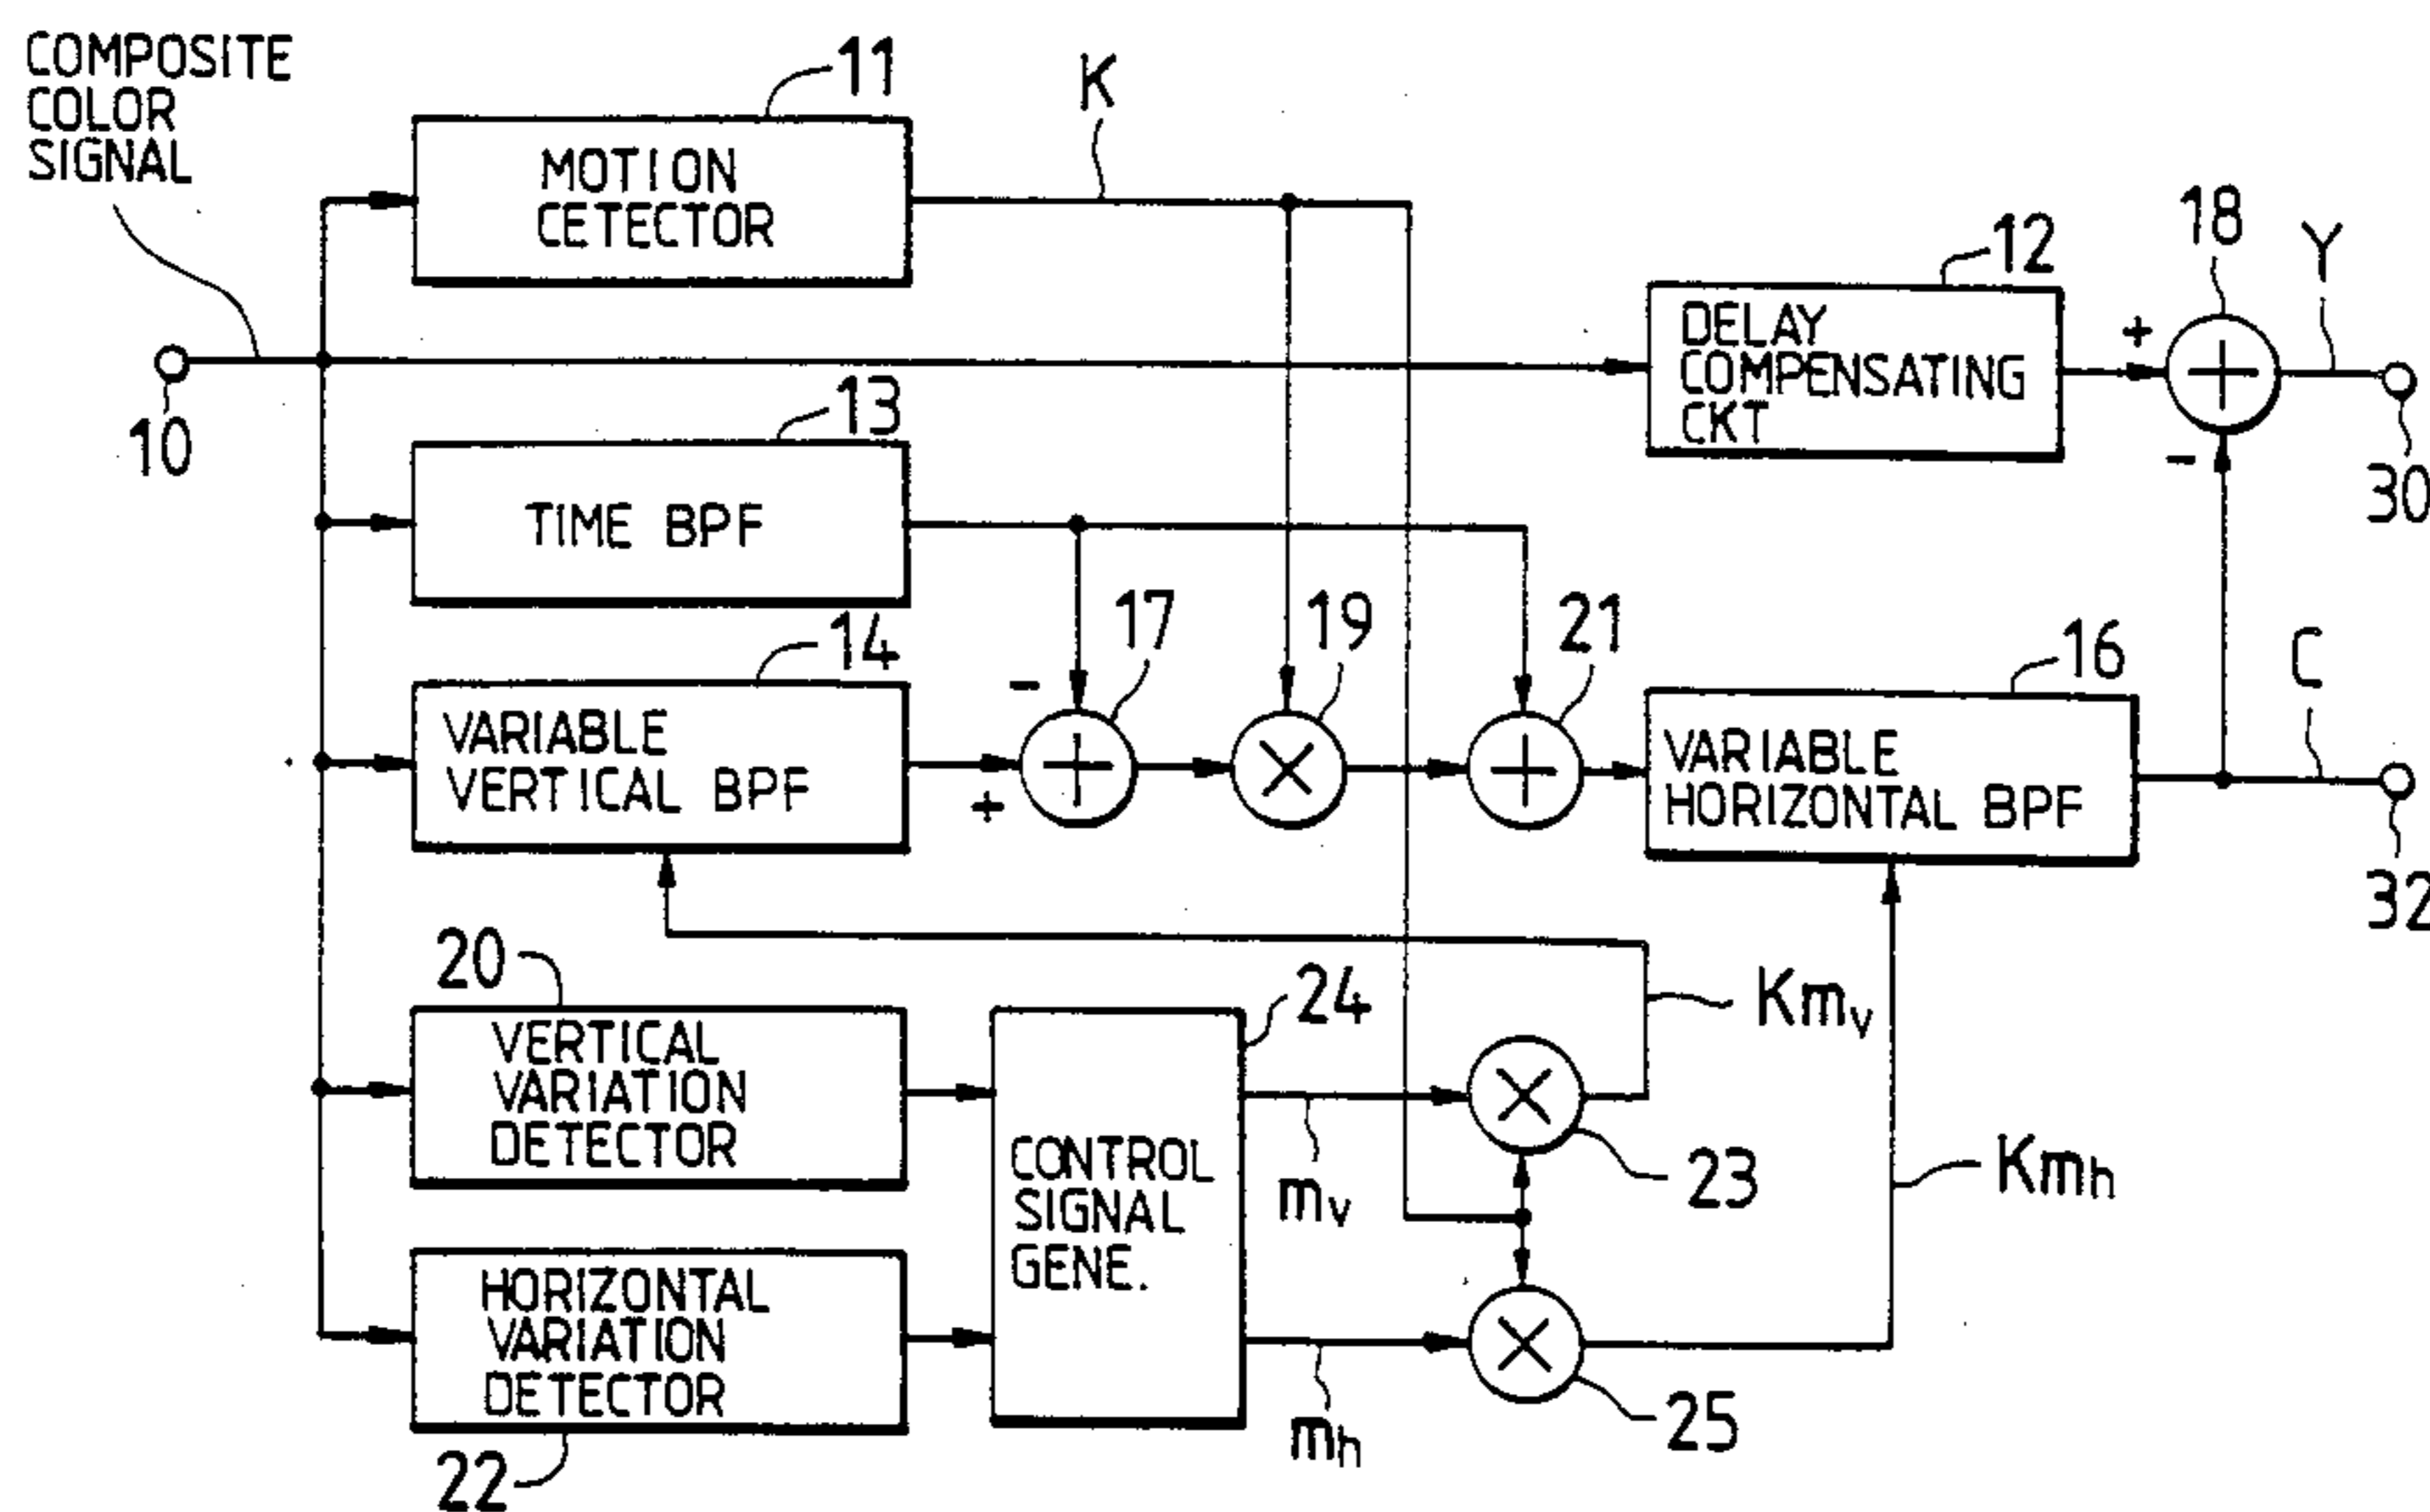 COMPOSITE
COLOR
SIGNAL
11
K
MOTION
CETECTOR
12
18
Y
DELAY
COMPENSATING
CKT
+
-
10
13
30
TIME BPF
14
17
19
21
16
C
VARIABLE
VERTICAL BPF
-
+
VARIABLE
HORIZONTAL BPF
32
20
24
Kmv
VERTICAL
VARIATION
DETECTOR
CONTROL
SIGNAL
GENE.
mv
23
Kmh
HORIZONTAL
VARIATION
DETECTOR
mh
25
22